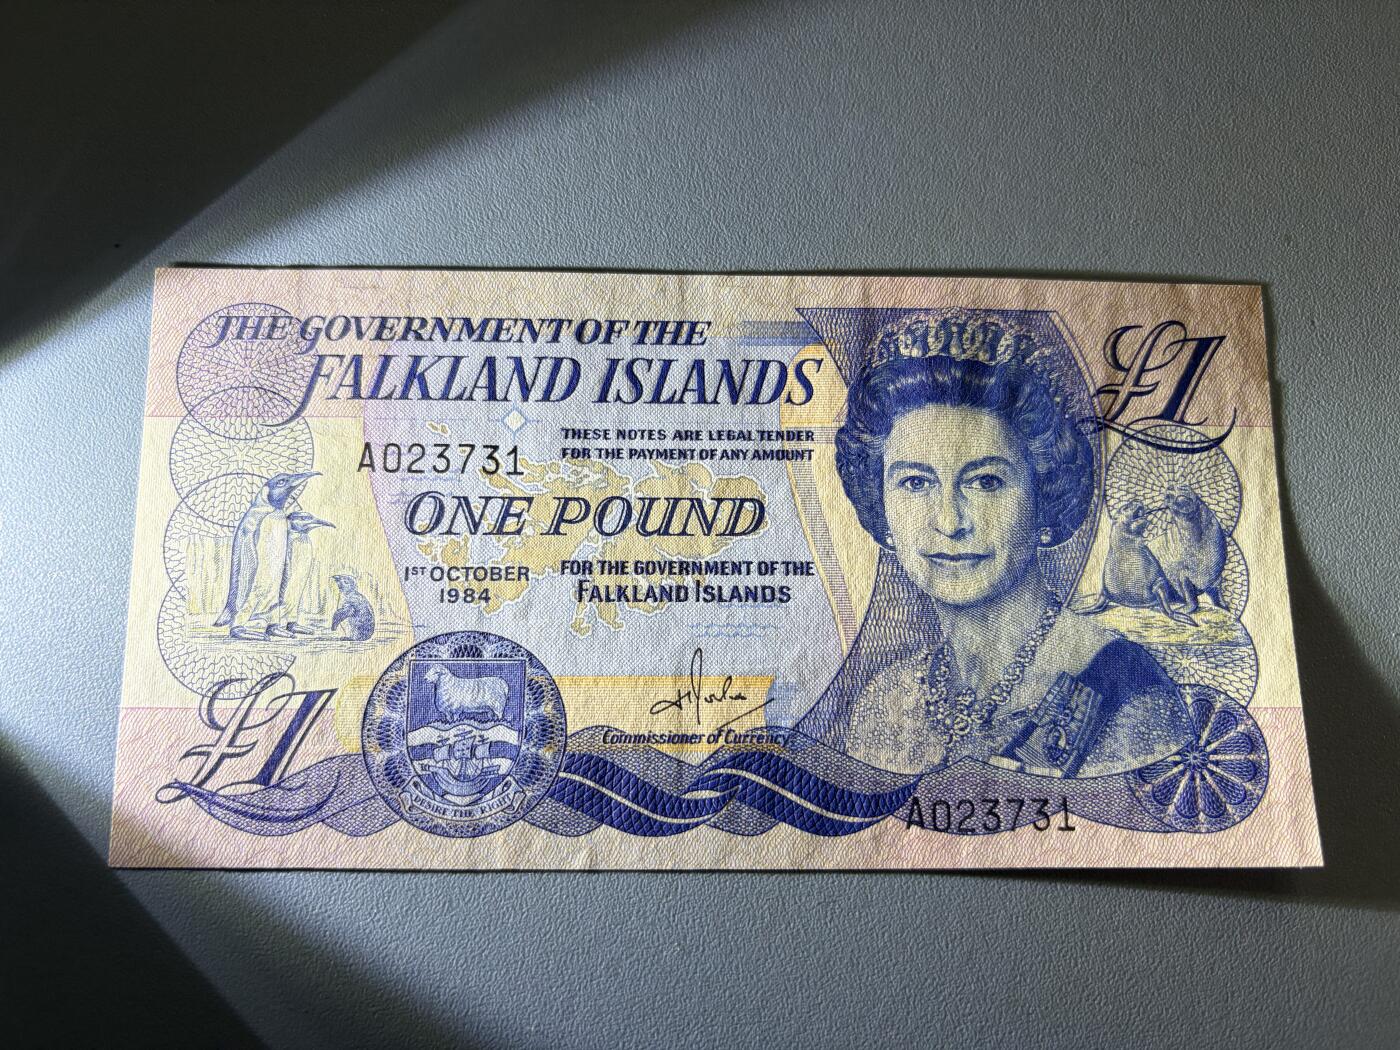 THE GOVERNMENT OF THE
FALKLAND ISLANDS
£1
THESE NOTES ARE LEGAL TENDER
FOR THE PAYMENT OF ANY AMOUNT
A023731
ONE POUND
1ST OCTOBER
1984
FOR THE GOVERNMENT OF THE
FALKLAND ISLANDS
Commissioner of Currency
£1
DESIRE THE RIGHT
A023731